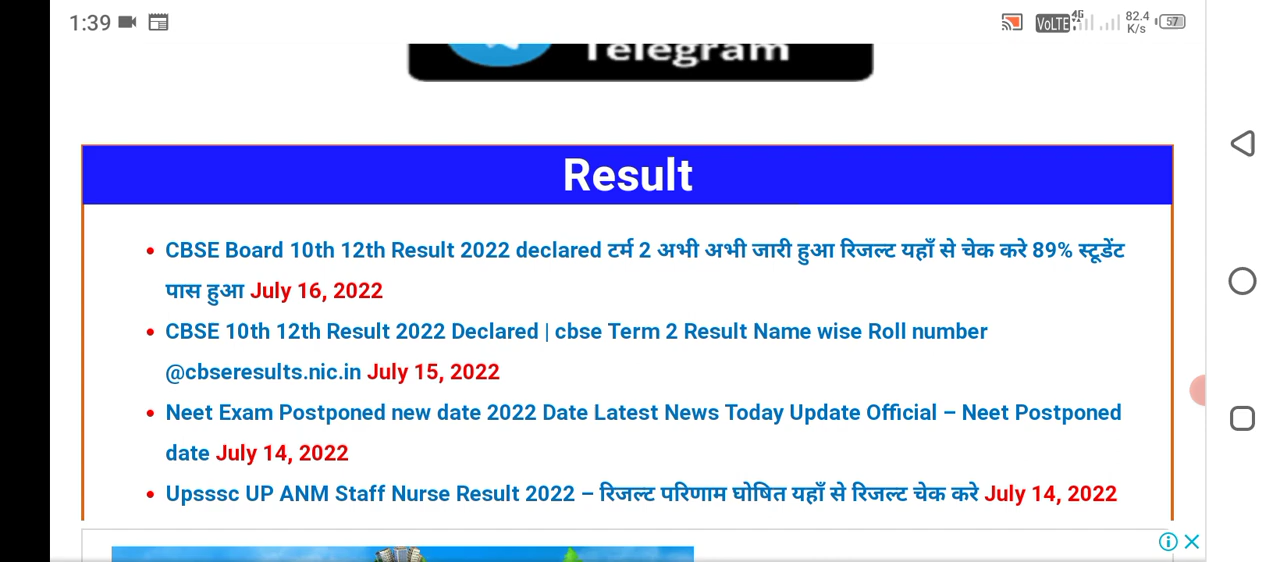 1:39
VoLTE 4G 82.4 K/s 57
Telegram
Result
CBSE Board 10th 12th Result 2022 declared टर्म 2 अभी अभी जारी हुआ रिजल्ट यहाँ से चेक करे 89% स्टूडेंट
पास हुआ July 16, 2022
CBSE 10th 12th Result 2022 Declared | cbse Term 2 Result Name wise Roll number
@cbseresults.nic.in July 15, 2022
Neet Exam Postponed new date 2022 Date Latest News Today Update Official – Neet Postponed
date July 14, 2022
Upsssc UP ANM Staff Nurse Result 2022 – रिजल्ट परिणाम घोषित यहाँ से रिजल्ट चेक करे July 14, 2022